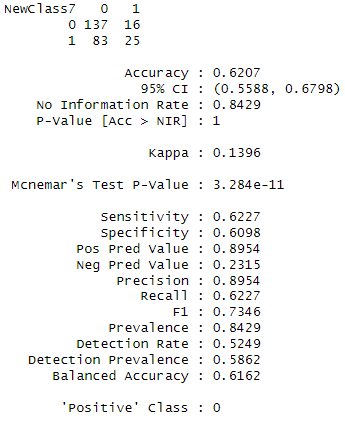 NewClass7 0 1
0 137 16
1 83 25
Accuracy : 0.6207
95% CI : (0.5588, 0.6798)
No Information Rate : 0.8429
P-Value [Acc > NIR] : 1
Kappa : 0.1396
Mcnemar's Test P-Value : 3.284e-11
Sensitivity : 0.6227
Specificity : 0.6098
Pos Pred Value : 0.8954
Neg Pred Value : 0.2315
Precision : 0.8954
Recall : 0.6227
F1 : 0.7346
Prevalence : 0.8429
Detection Rate : 0.5249
Detection Prevalence : 0.5862
Balanced Accuracy : 0.6162
'Positive' Class : 0